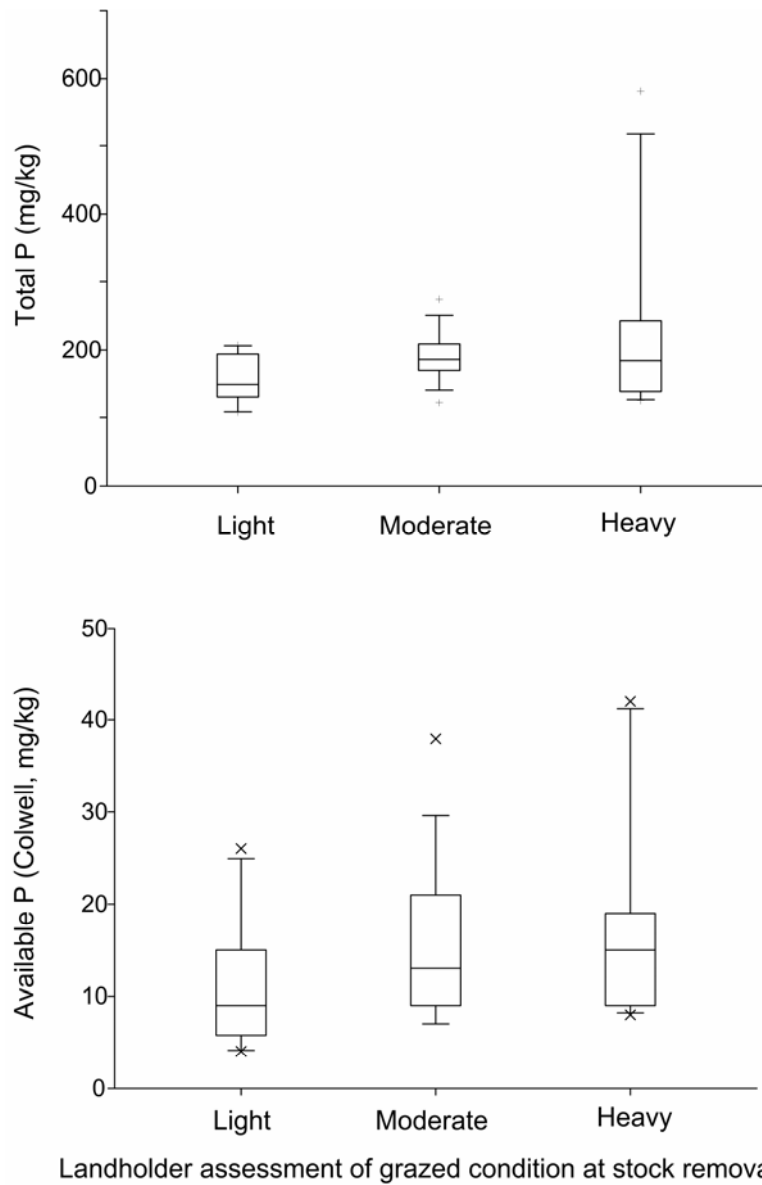 Total P (mg/kg)
600
400
200
0
Light Moderate Heavy
Available P (Colwell, mg/kg)
50
40
30
20
10
0
Light Moderate Heavy
Landholder assessment of grazed condition at stock remova